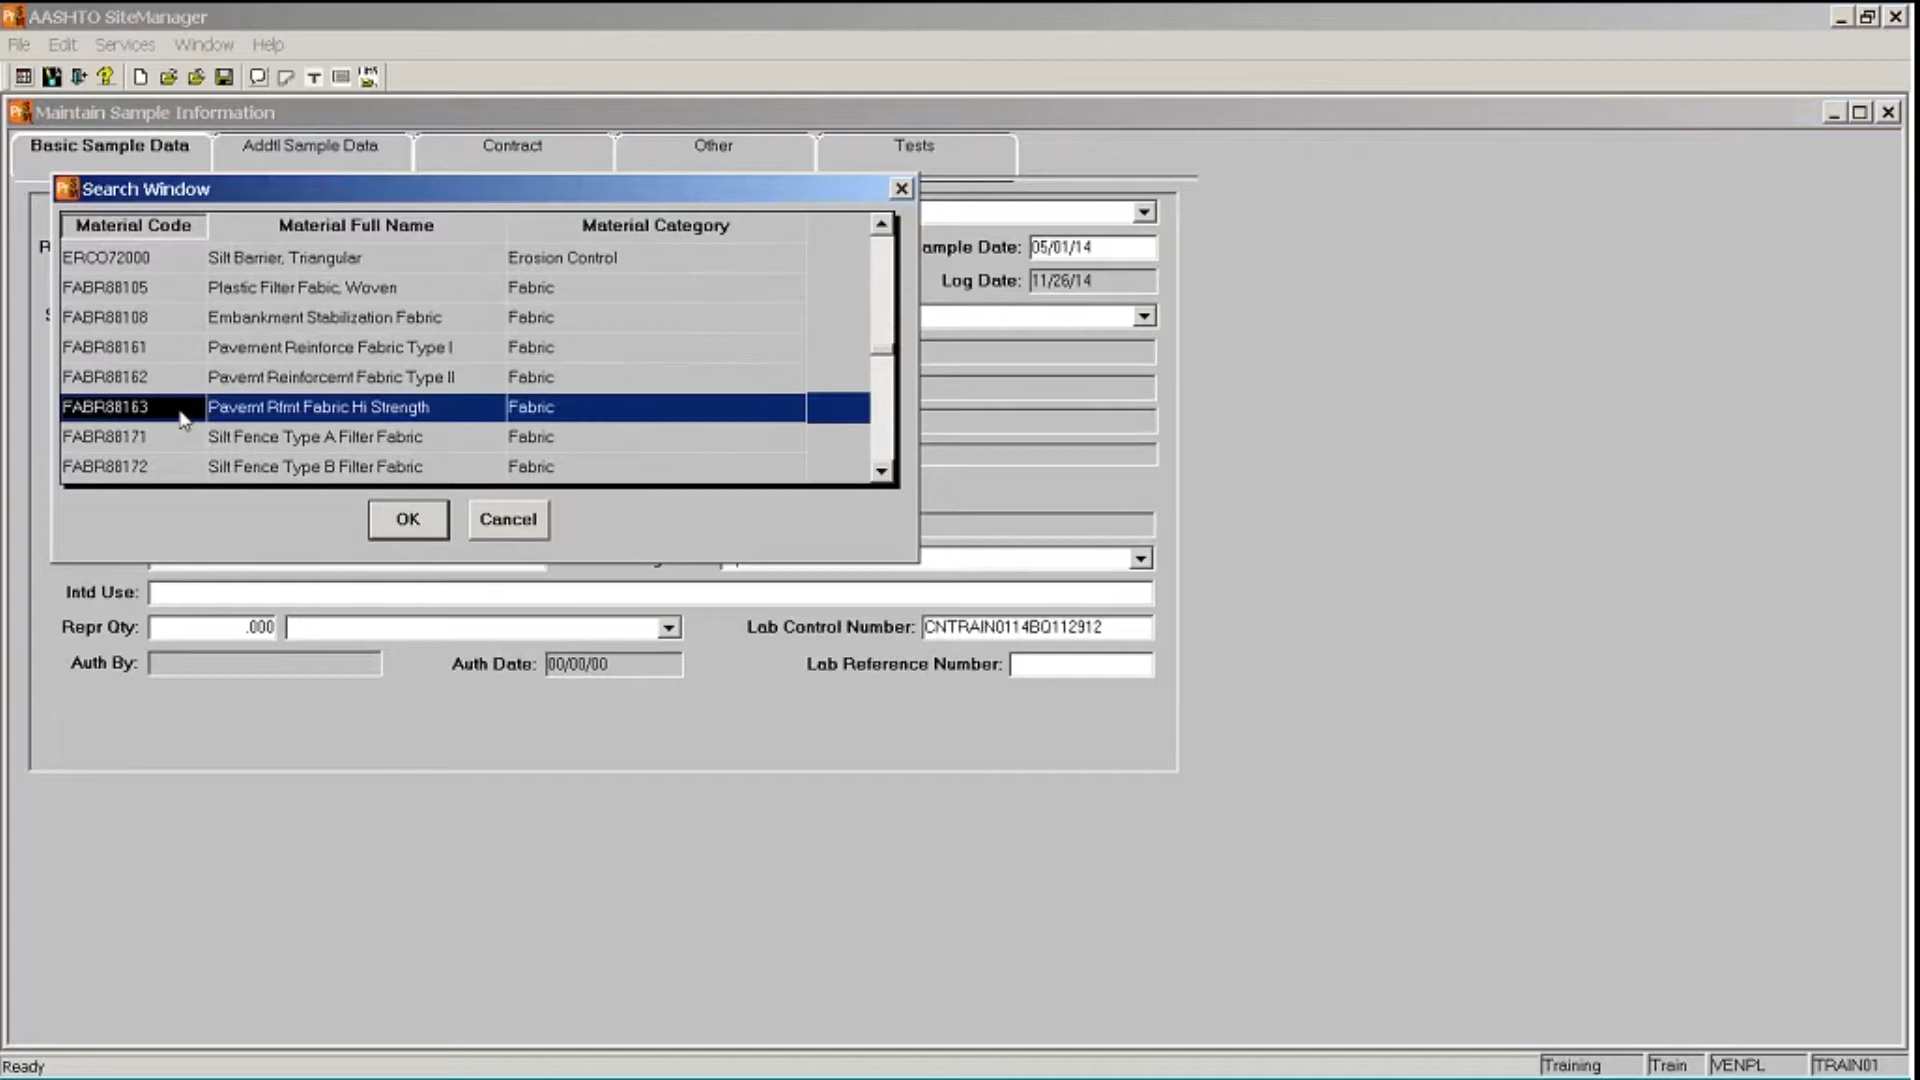 AASHTO SiteManager
File Edit Services Window Help
Maintain Sample Information
Basic Sample Data Addtl Sample Data Contract Other Tests
Search Window
Material Code Material Full Name Material Category
ERCO72000 Silt Barrier, Triangular Erosion Control
FABR88105 Plastic Filter Fabic, Woven Fabric
FABR88108 Embankment Stabilization Fabric Fabric
FABR88161 Pavement Reinforce Fabric Type I Fabric
FABR88162 Pavemt Reinforcemt Fabric Type II Fabric
FABR88163 Pavemt Rfmt Fabric Hi Strength Fabric
FABR88171 Silt Fence Type A Filter Fabric Fabric
FABR88172 Silt Fence Type B Filter Fabric Fabric
OK Cancel
ample Date: 05/01/14
Log Date: 11/26/14
Intd Use:
Repr Qty: .000 Lab Control Number: CNTRAIN0114BQ112912
Auth By: Auth Date: 00/00/00 Lab Reference Number:
Ready Training Train VENPL TRAIN01